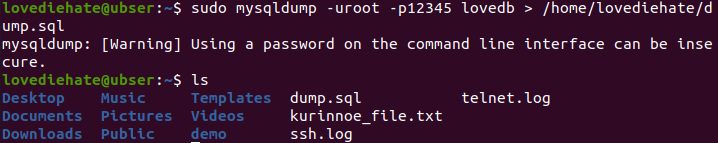 lovediehate@ubser:~$ sudo mysqldump -uroot -p12345 lovedb > /home/lovediehate/d
ump.sql
mysqldump: [Warning] Using a password on the command line interface can be inse
cure.
lovediehate@ubser:~$ ls
Desktop Music Templates dump.sql telnet.log
Documents Pictures Videos kurinnoe_file.txt
Downloads Public demo ssh.log